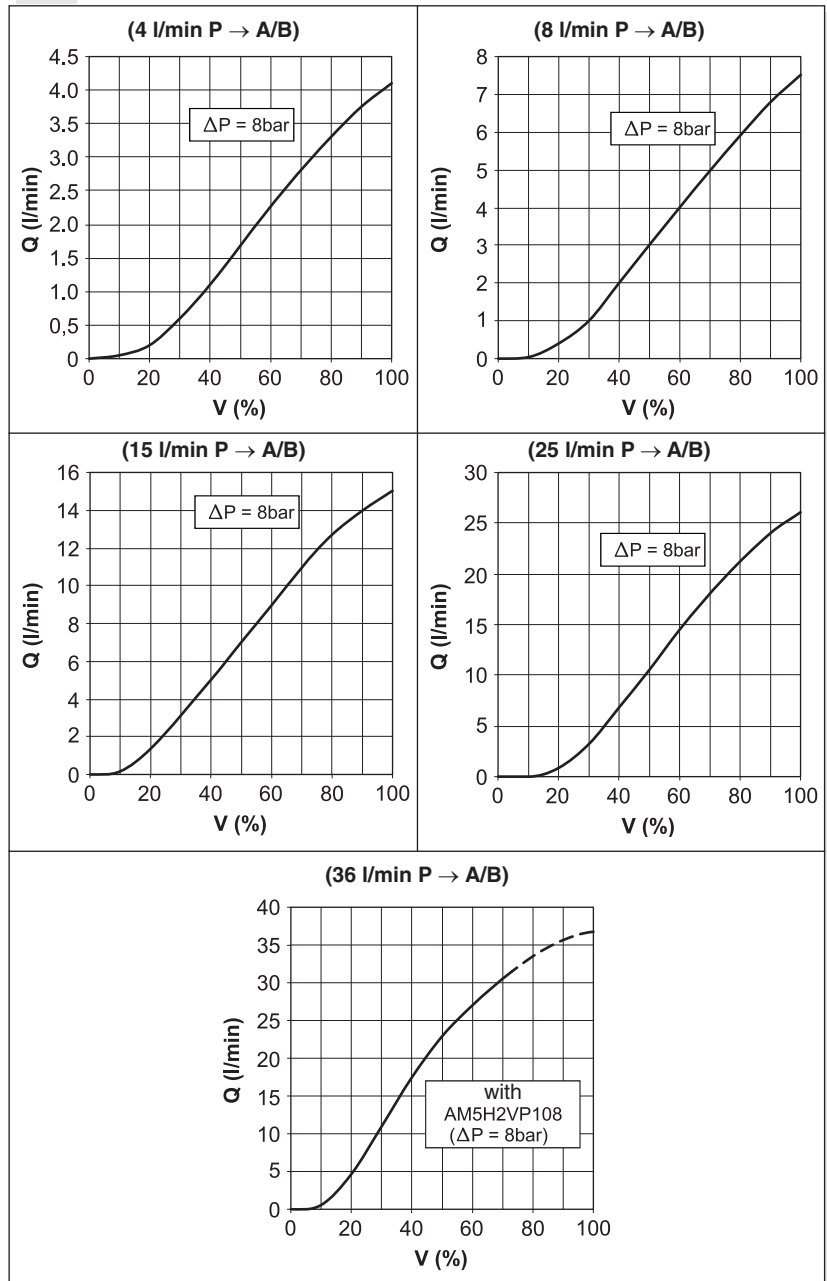 (4 l/min P → A/B)
4.5
4.0
3.5
3.0
2.5
2.0
1.5
1.0
0,5
0
Q (l/min)
ΔP = 8bar
0 20 40 60 80 100
V (%)
(8 l/min P → A/B)
8
7
6
5
4
3
2
1
0
Q (l/min)
ΔP = 8bar
0 20 40 60 80 100
V (%)
(15 l/min P → A/B)
16
14
12
10
8
6
4
2
0
Q (l/min)
ΔP = 8bar
0 20 40 60 80 100
V (%)
(25 l/min P → A/B)
30
25
20
15
10
5
0
Q (l/min)
ΔP = 8bar
0 20 40 60 80 100
V (%)
(36 l/min P → A/B)
40
35
30
25
20
15
10
5
0
Q (l/min)
with
AM5H2VP108
(ΔP = 8bar)
0 20 40 60 80 100
V (%)